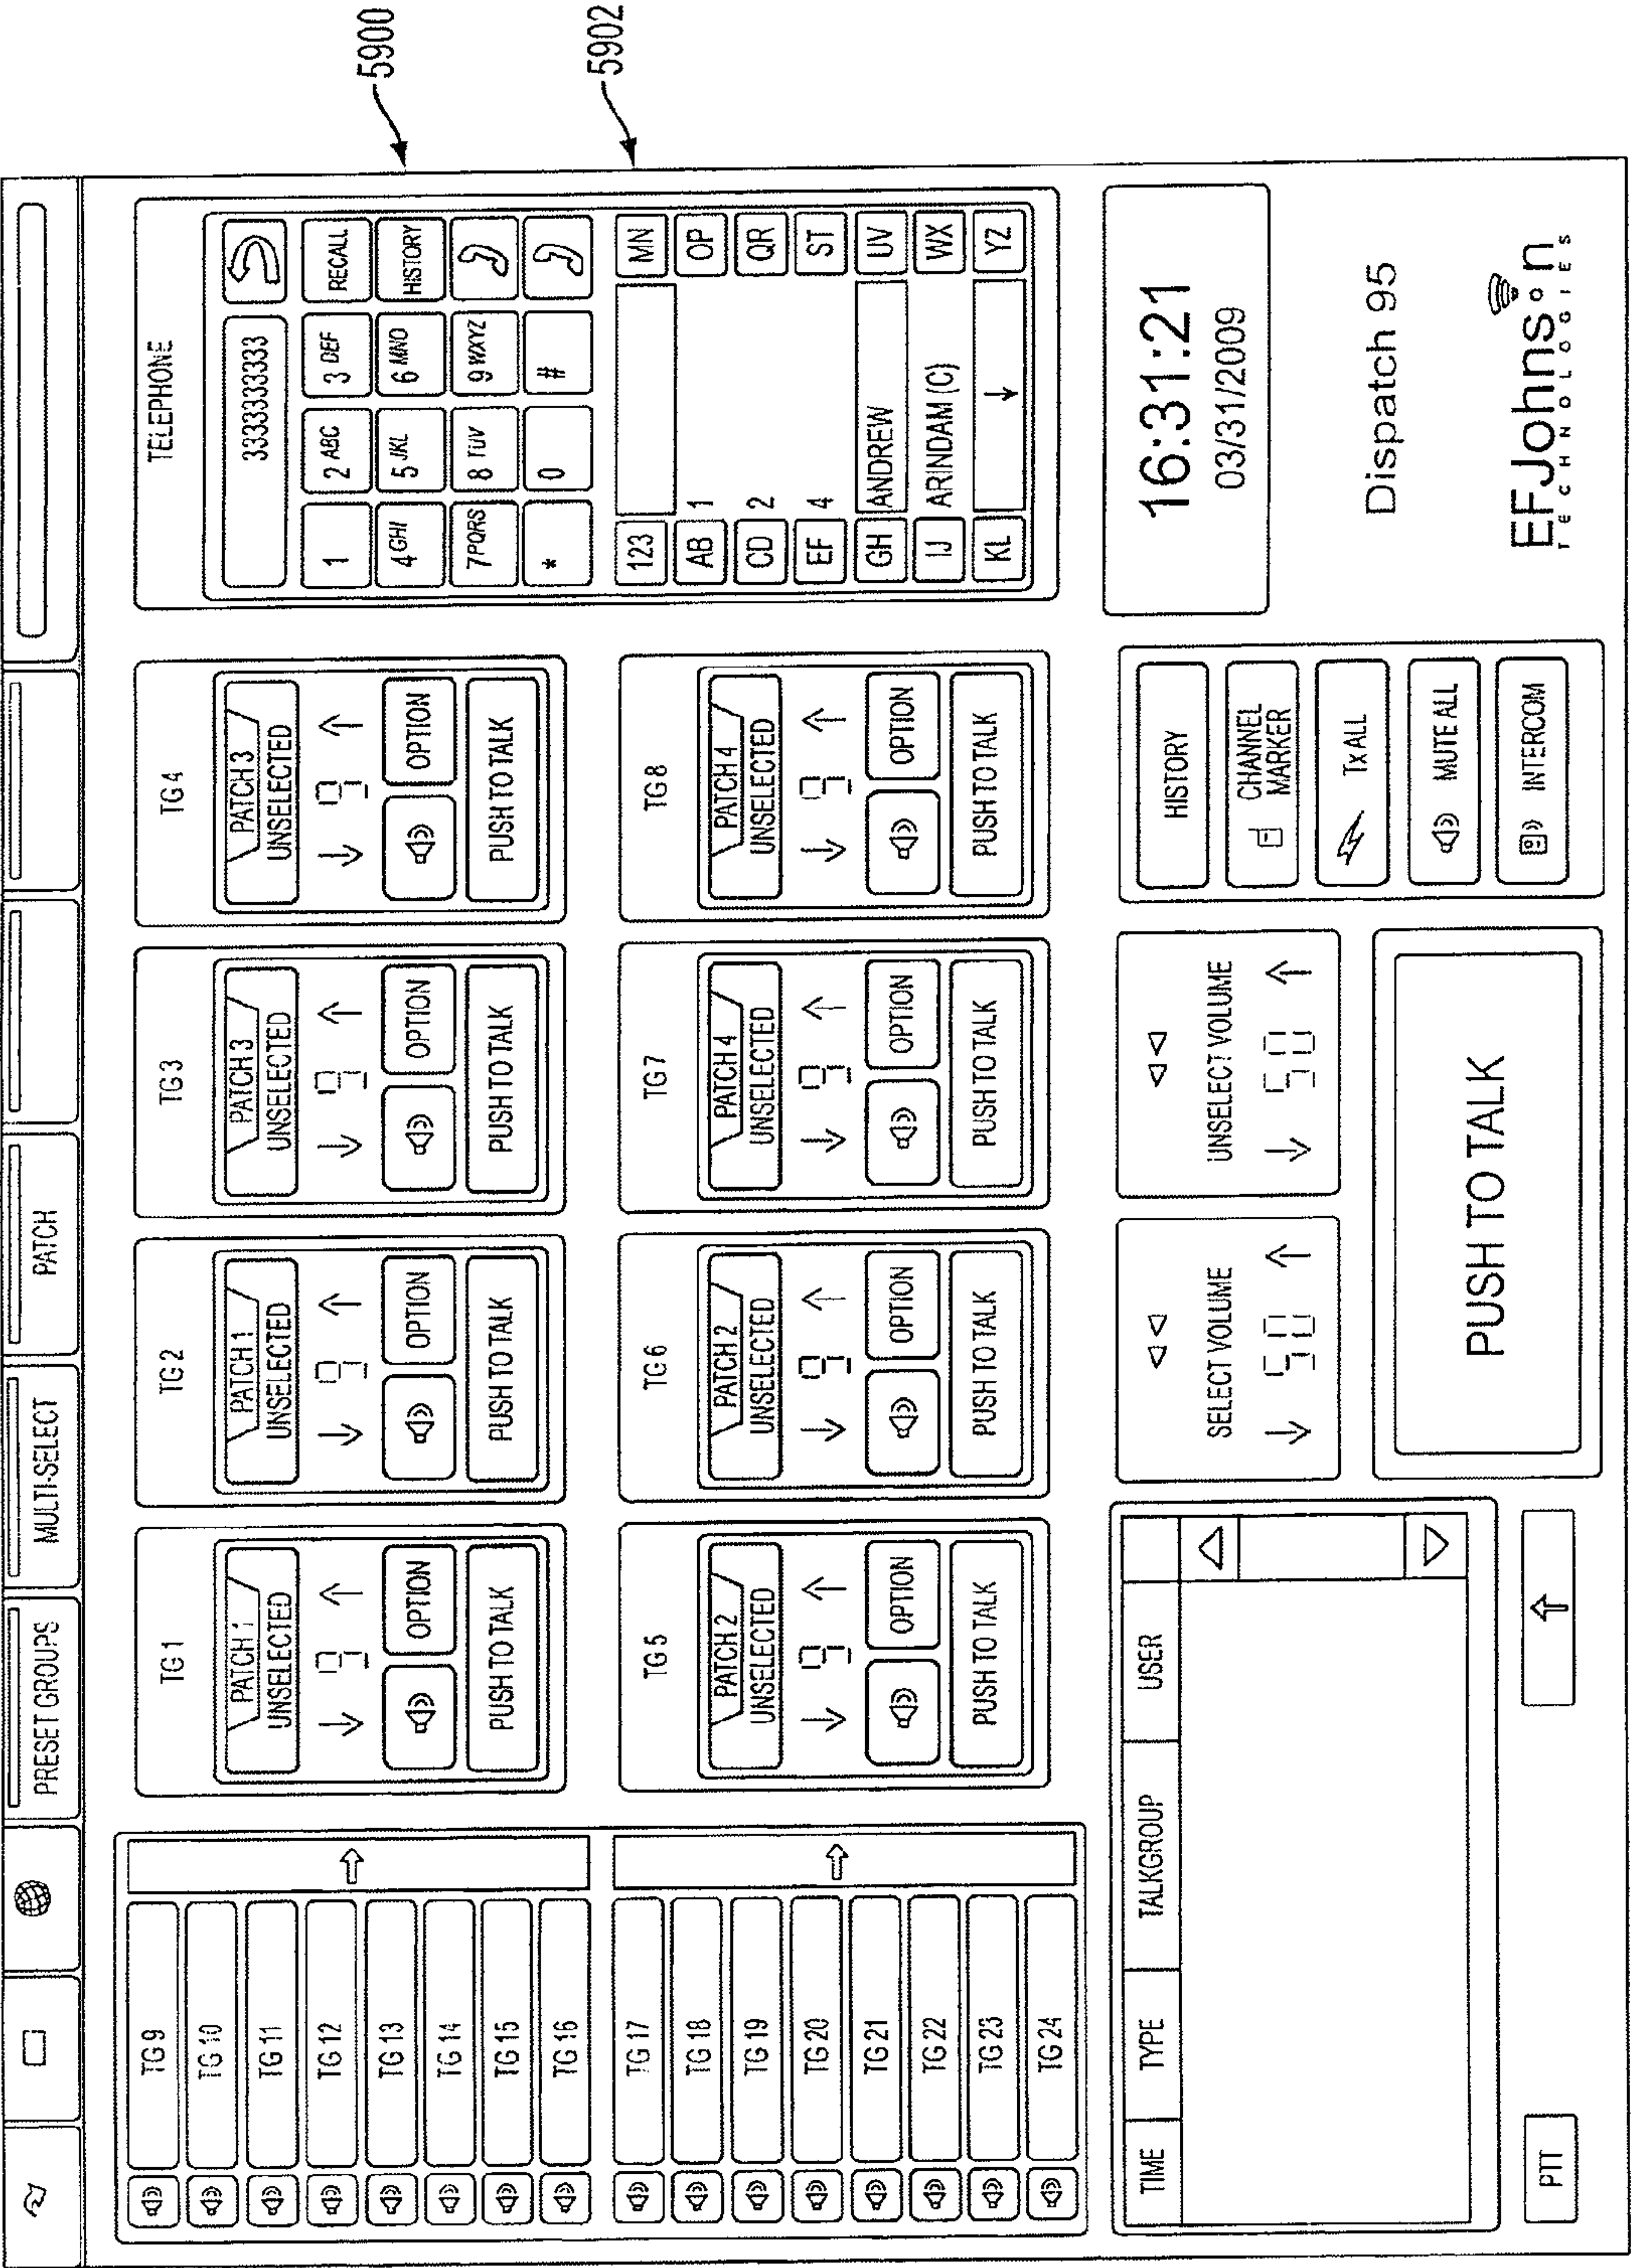 PRESET GROUPS
MULTI-SELECT
PATCH
TG 9
TG 10
TG 11
TG 12
TG 13
TG 14
TG 15
TG 16
TG 17
TG 18
TG 19
TG 20
TG 21
TG 22
TG 23
TG 24
TG 1
PATCH 1
UNSELECTED
9
OPTION
PUSH TO TALK
TG 2
PATCH 1
UNSELECTED
9
OPTION
PUSH TO TALK
TG 3
PATCH 3
UNSELECTED
9
OPTION
PUSH TO TALK
TG 4
PATCH 3
UNSELECTED
9
OPTION
PUSH TO TALK
TG 5
PATCH 2
UNSELECTED
9
OPTION
PUSH TO TALK
TG 6
PATCH 2
UNSELECTED
9
OPTION
PUSH TO TALK
TG 7
PATCH 4
UNSELECTED
9
OPTION
PUSH TO TALK
TG 8
PATCH 4
UNSELECTED
9
OPTION
PUSH TO TALK
TELEPHONE
3333333333
1 2 ABC 3 DEF RECALL
4 GHI 5 JKL 6 MNO HISTORY
7 PQRS 8 TUV 9 WXYZ
* 0 #
123 MN
AB 1 OP
CD 2 QR
EF 4 ST
GH ANDREW UV
IJ ARINDAM (C) WX
KL YZ
5900
5902
TIME TYPE TALKGROUP USER
PTT
SELECT VOLUME
50
UNSELECT VOLUME
50
PUSH TO TALK
HISTORY
CHANNEL
MARKER
Tx ALL
MUTE ALL
INTERCOM
16:31:21
03/31/2009
Dispatch 95
EFJohnson
TECHNOLOGIES